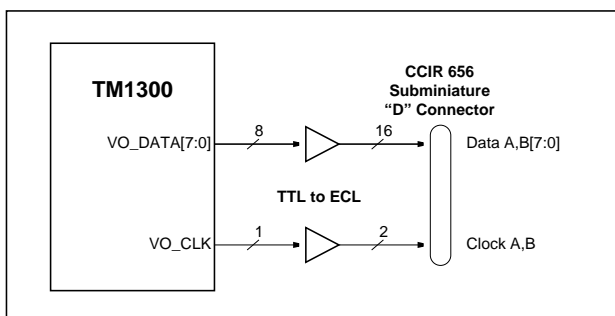 CCIR 656
Subminiature
“D” Connector
TM1300
VO_DATA[7:0]
8
16
Data A,B[7:0]
TTL to ECL
VO_CLK
1
2
Clock A,B